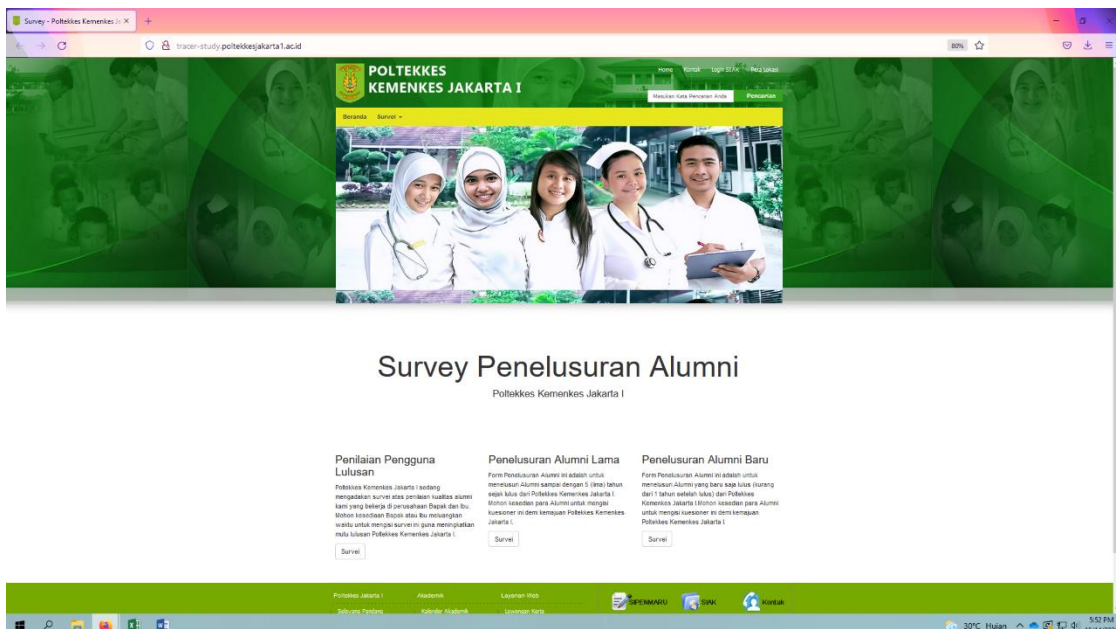 Survey - Poltekkes Kemenkes
tracer-study.poltekkesjakarta1.ac.id
80%
POLTEKKES
KEMENKES JAKARTA I
Home Kontak Login SIAK Peta Lokasi
Masukan Kata Pencarian Anda Pencarian
Beranda Survei
Survey Penelusuran Alumni
Poltekkes Kemenkes Jakarta I
Penilaian Pengguna
Lulusan
Poltekkes Kemenkes Jakarta I sedang
mengadakan survei atas penilaian kualitas alumni
kami yang bekerja di perusahaan Bapak dan Ibu.
Mohon kesediaan Bapak atau Ibu meluangkan
waktu untuk mengisi survei ini guna meningkatkan
mutu lulusan Poltekkes Kemenkes Jakarta I.
Survei
Penelusuran Alumni Lama
Form Penelusuran Alumni ini adalah untuk
menelusuri Alumni sampai dengan 5 (lima) tahun
sejak lulus dari Poltekkes Kemenkes Jakarta I.
Mohon kesedian para Alumni untuk mengisi
kuesioner ini demi kemajuan Poltekkes Kemenkes
Jakarta I.
Survei
Penelusuran Alumni Baru
Form Penelusuran Alumni ini adalah untuk
menelusuri Alumni yang baru saja lulus (kurang
dari 1 tahun setelah lulus) dari Poltekkes
Kemenkes Jakarta I.Mohon kesedian para Alumni
untuk mengisi kuesioner ini demi kemajuan
Poltekkes Kemenkes Jakarta I.
Survei
Poltekkes Jakarta I Akademik Layanan Web
Selayang Pandang Kalender Akademik Lowongan Kerja
SIPENMARU SIAK Kontak
30°C Hujan 5:52 PM